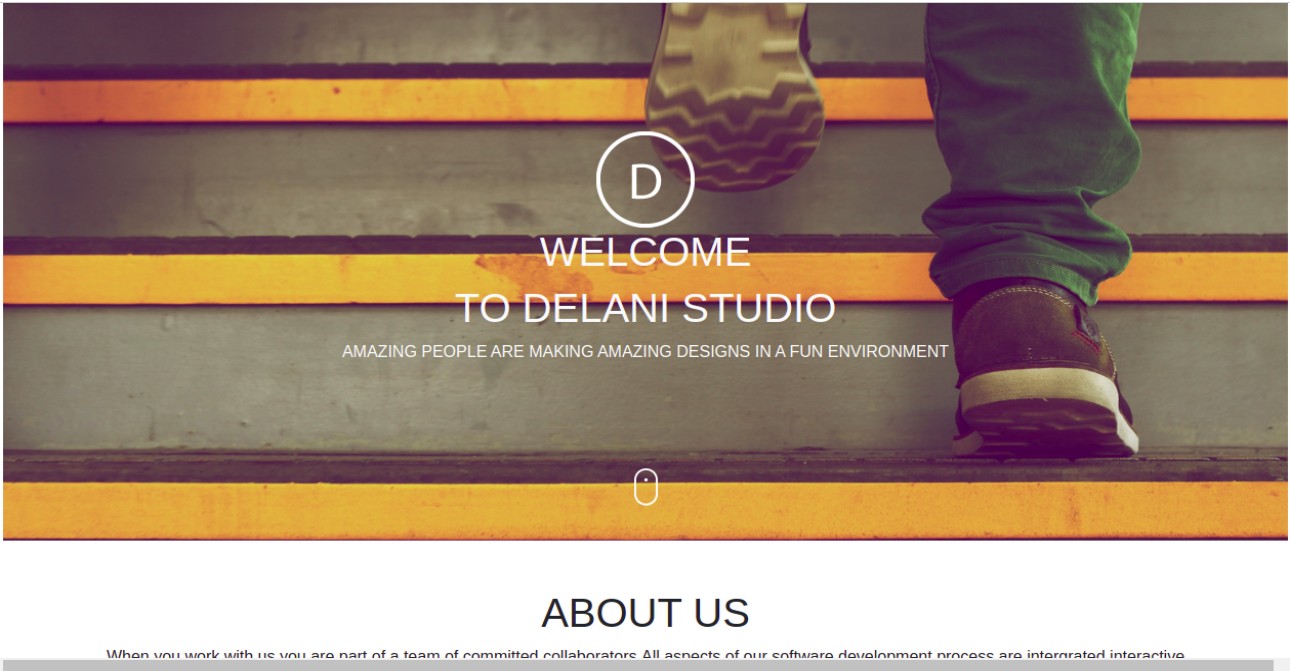 D
WELCOME
TO DELANI STUDIO
AMAZING PEOPLE ARE MAKING AMAZING DESIGNS IN A FUN ENVIRONMENT
ABOUT US
When you work with us you are part of a team of committed collaborators.All aspects of our software development process are intergrated interactive